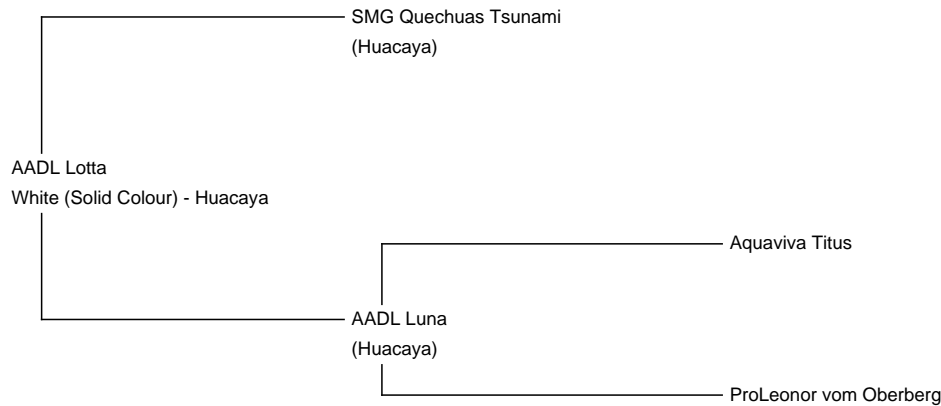 SMG Quechuas Tsunami
(Huacaya)
AADL Lotta
White (Solid Colour) - Huacaya
Aquaviva Titus
AADL Luna
(Huacaya)
ProLeonor vom Oberberg